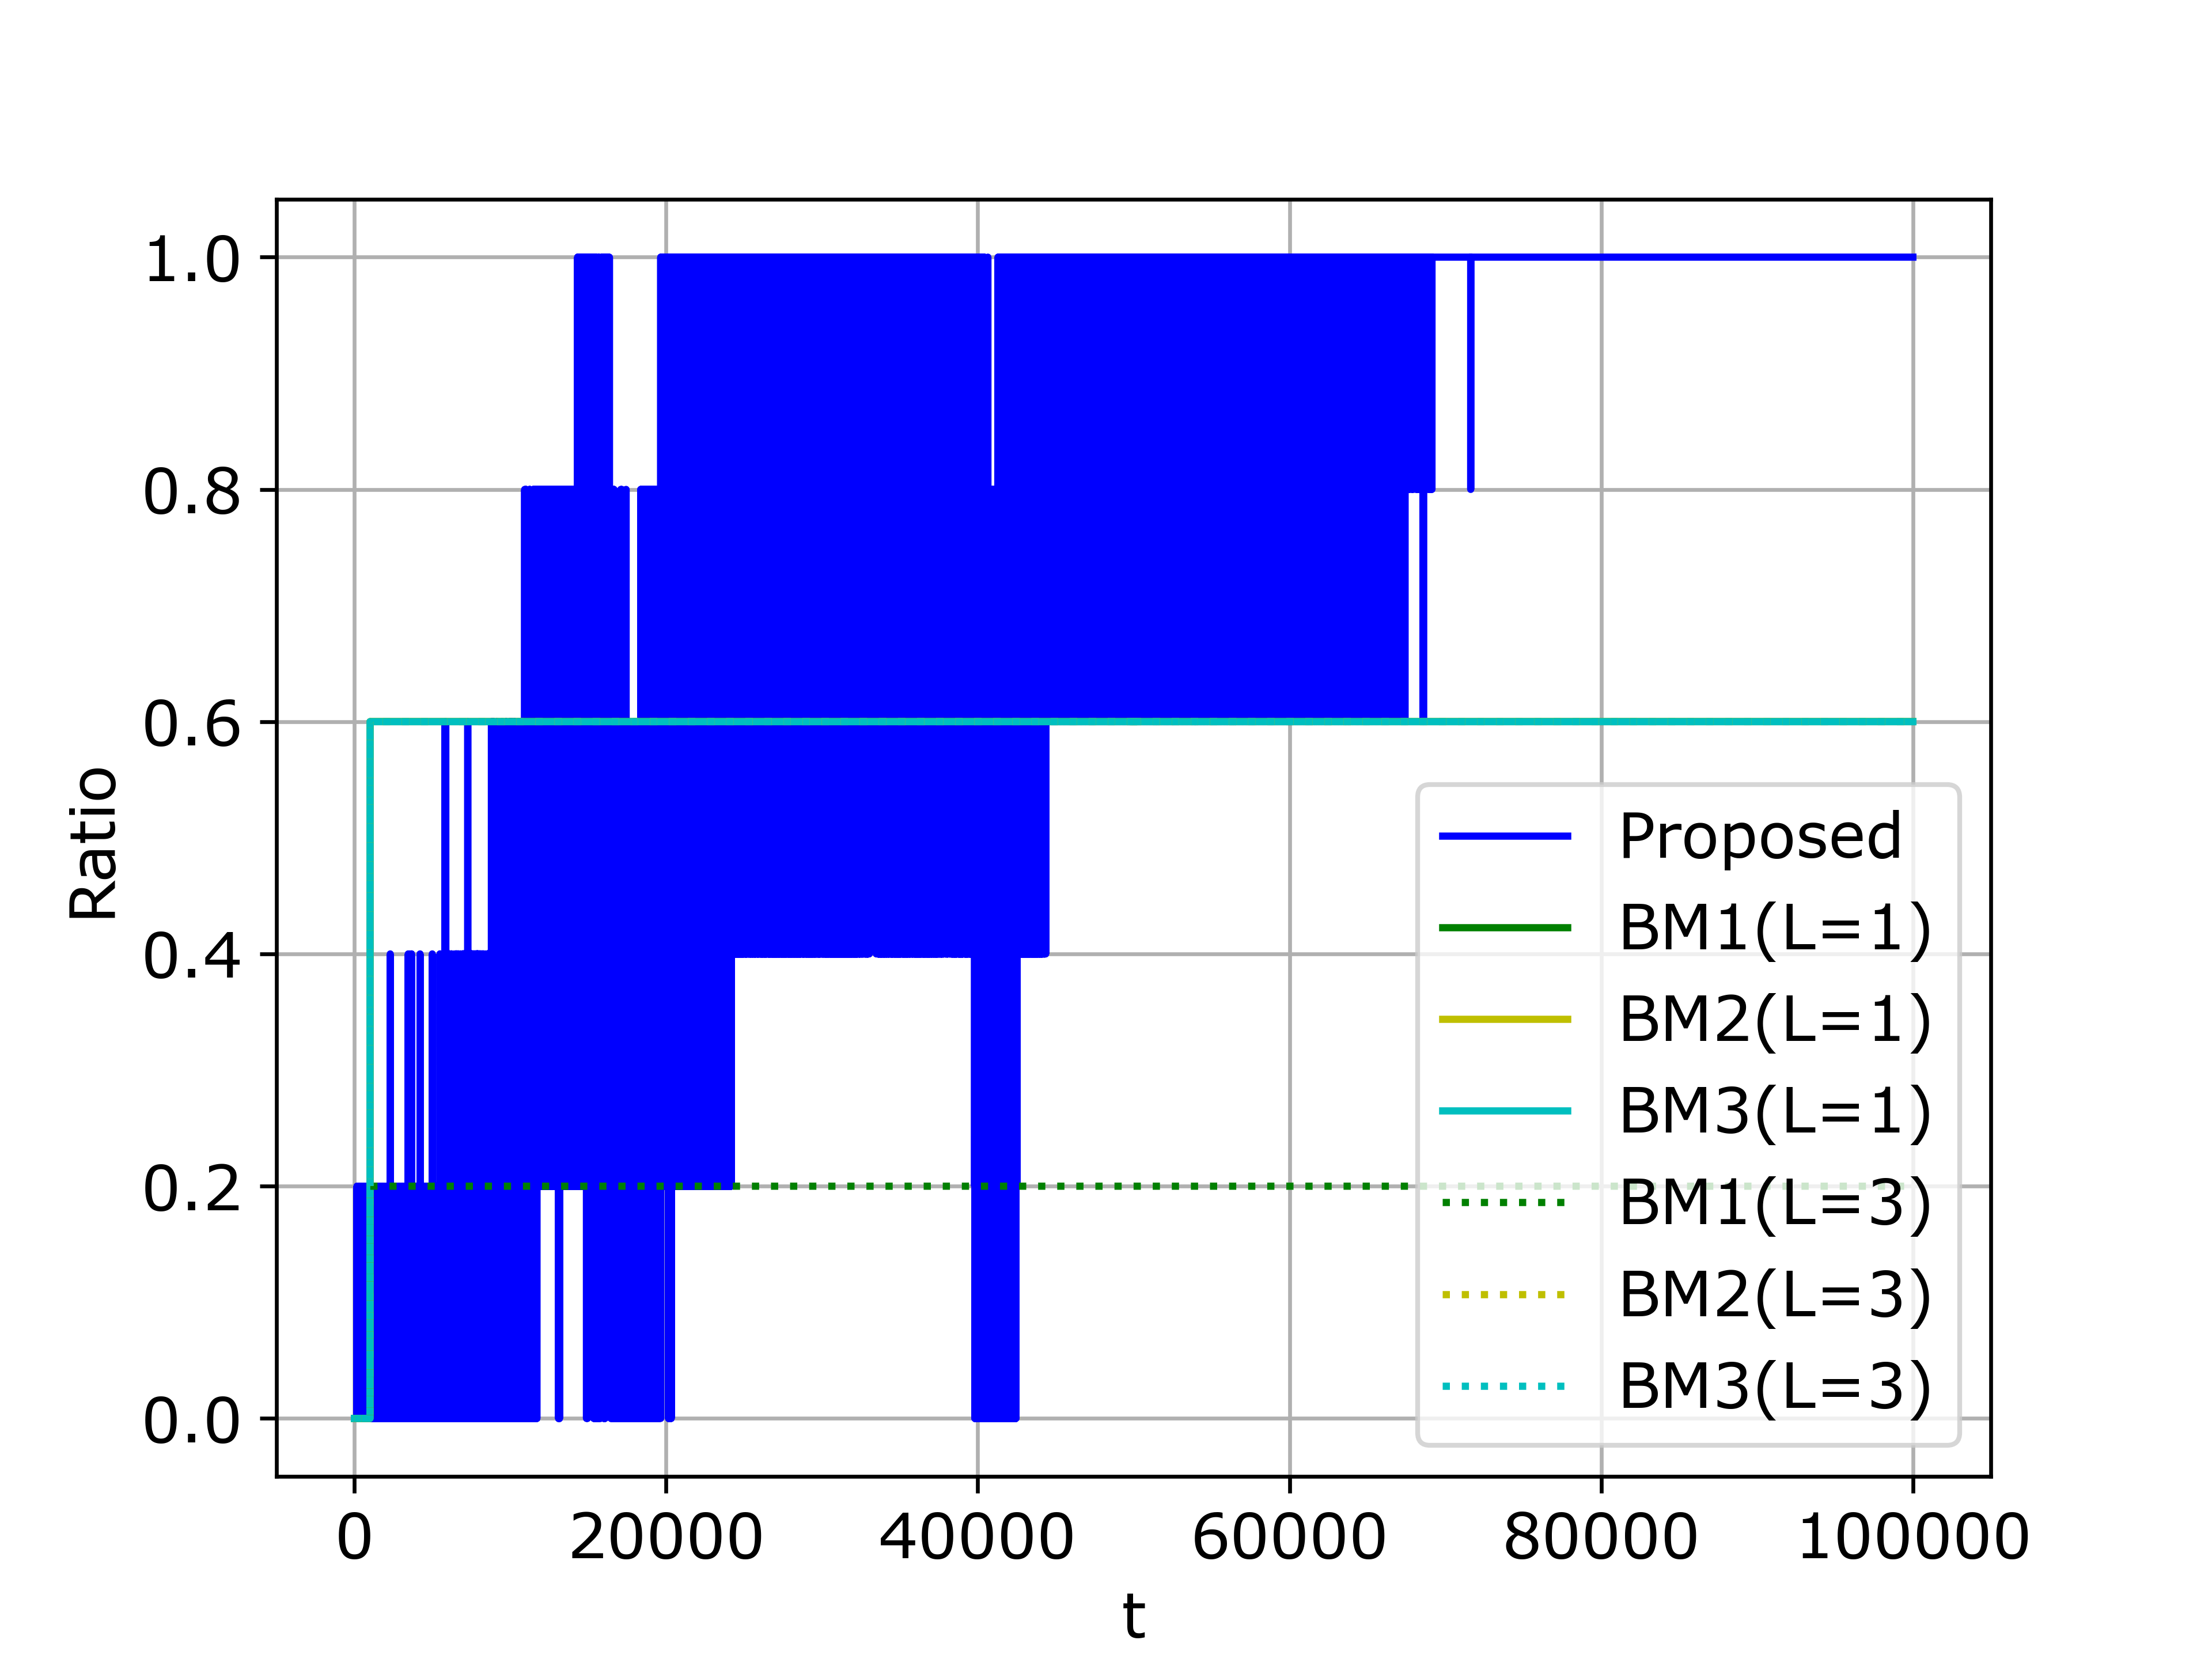 1.0
0.8
0.6
0.4
0.2
0.0
Ratio
Proposed
BM1(L=1)
BM2(L=1)
BM3(L=1)
BM1(L=3)
BM2(L=3)
BM3(L=3)
0 20000 40000 60000 80000 100000
t